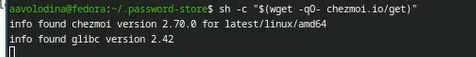 aavolodina@fedora:~/.password-store$ sh -c "$(wget -qO- chezmoi.io/get)"
info found chezmoi version 2.70.0 for latest/linux/amd64
info found glibc version 2.42